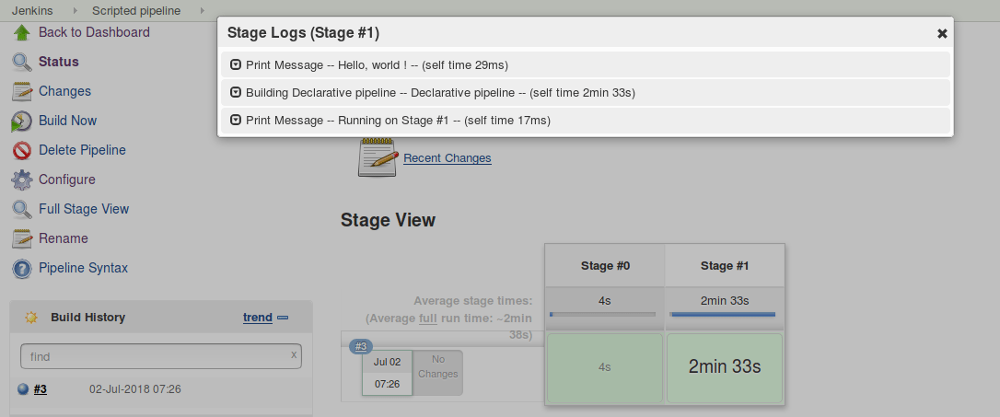 Jenkins
Scripted pipeline
Back to Dashboard
Status
Changes
Build Now
Delete Pipeline
Configure
Full Stage View
Rename
Pipeline Syntax
Build History
trend
find
x
#3
02-Jul-2018 07:26
Stage Logs (Stage #1)
Print Message -- Hello, world ! -- (self time 29ms)
Building Declarative pipeline -- Declarative pipeline -- (self time 2min 33s)
Print Message -- Running on Stage #1 -- (self time 17ms)
Recent Changes
Stage View
Stage #0
Stage #1
Average stage times:
(Average full run time: ~2min
38s)
4s
2min 33s
#3
Jul 02
07:26
No
Changes
4s
2min 33s